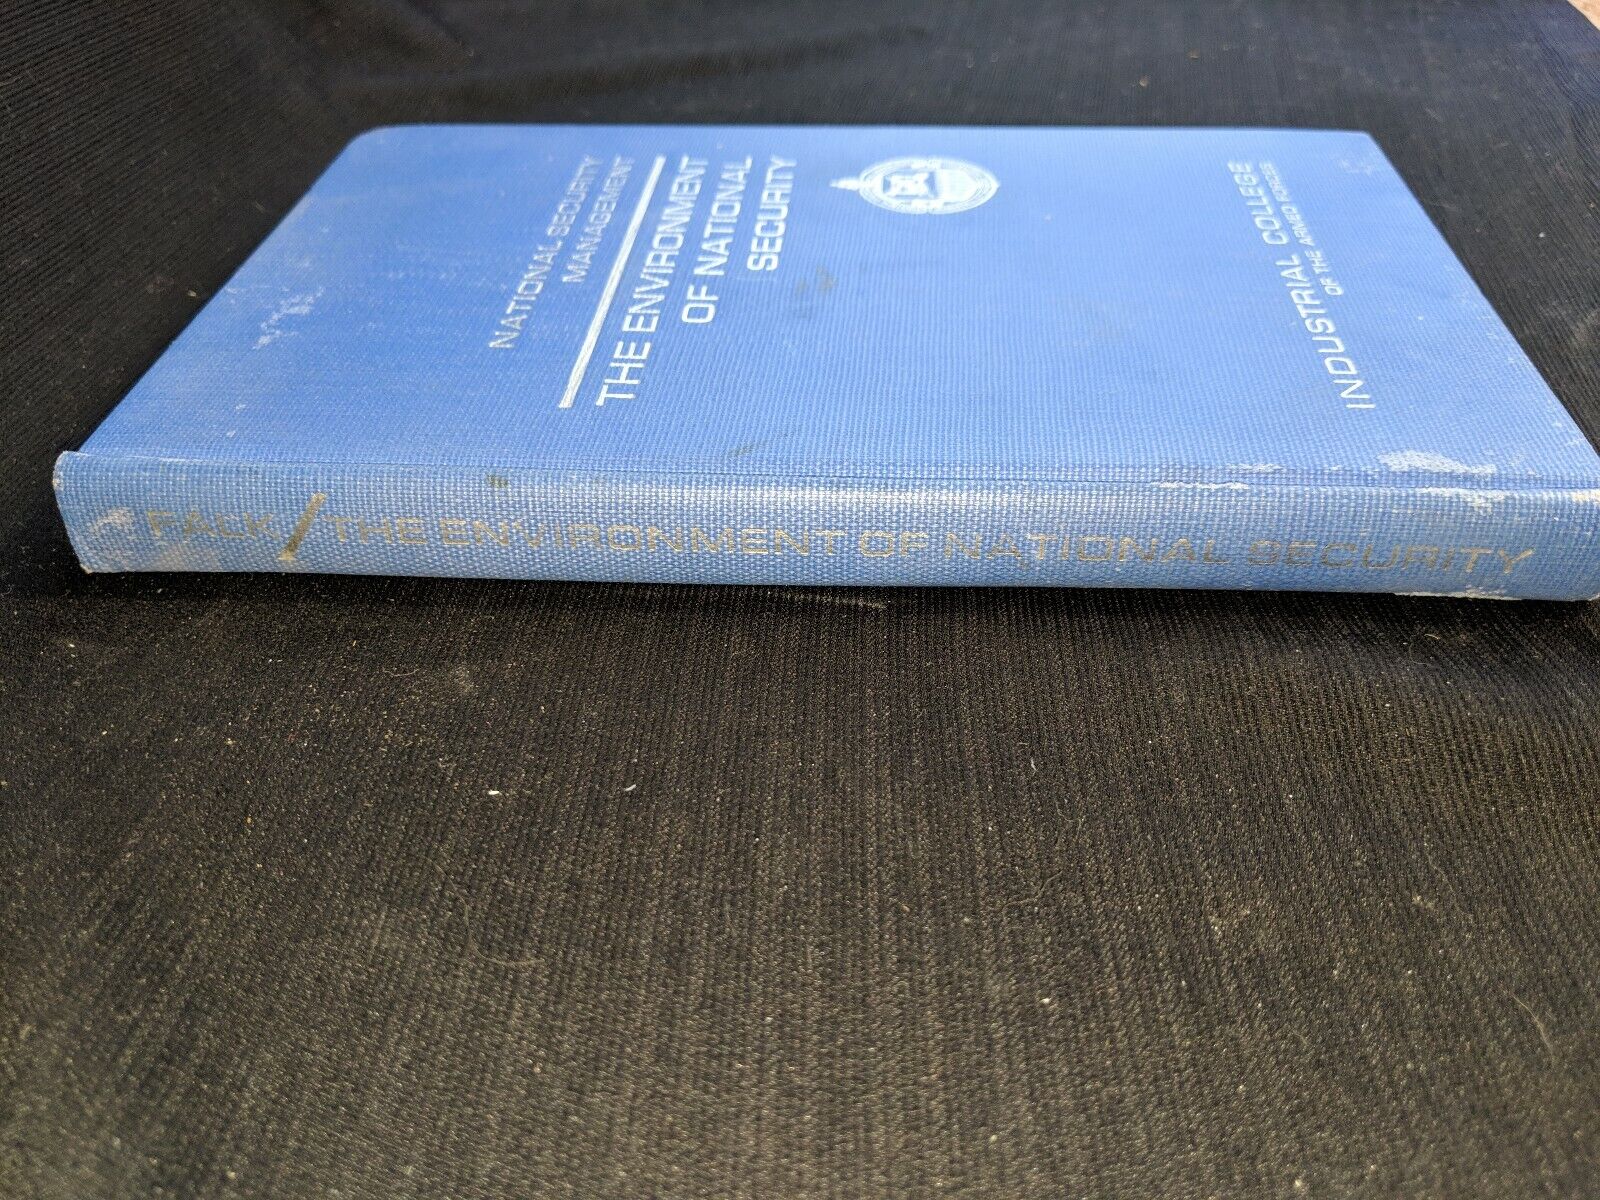 NATIONAL SECURITY
MANAGEMENT
THE ENVIRONMENT
OF NATIONAL
SECURITY
INDUSTRIAL COLLEGE
OF THE ARMED FORCES
FALK / THE ENVIRONMENT OF NATIONAL SECURITY